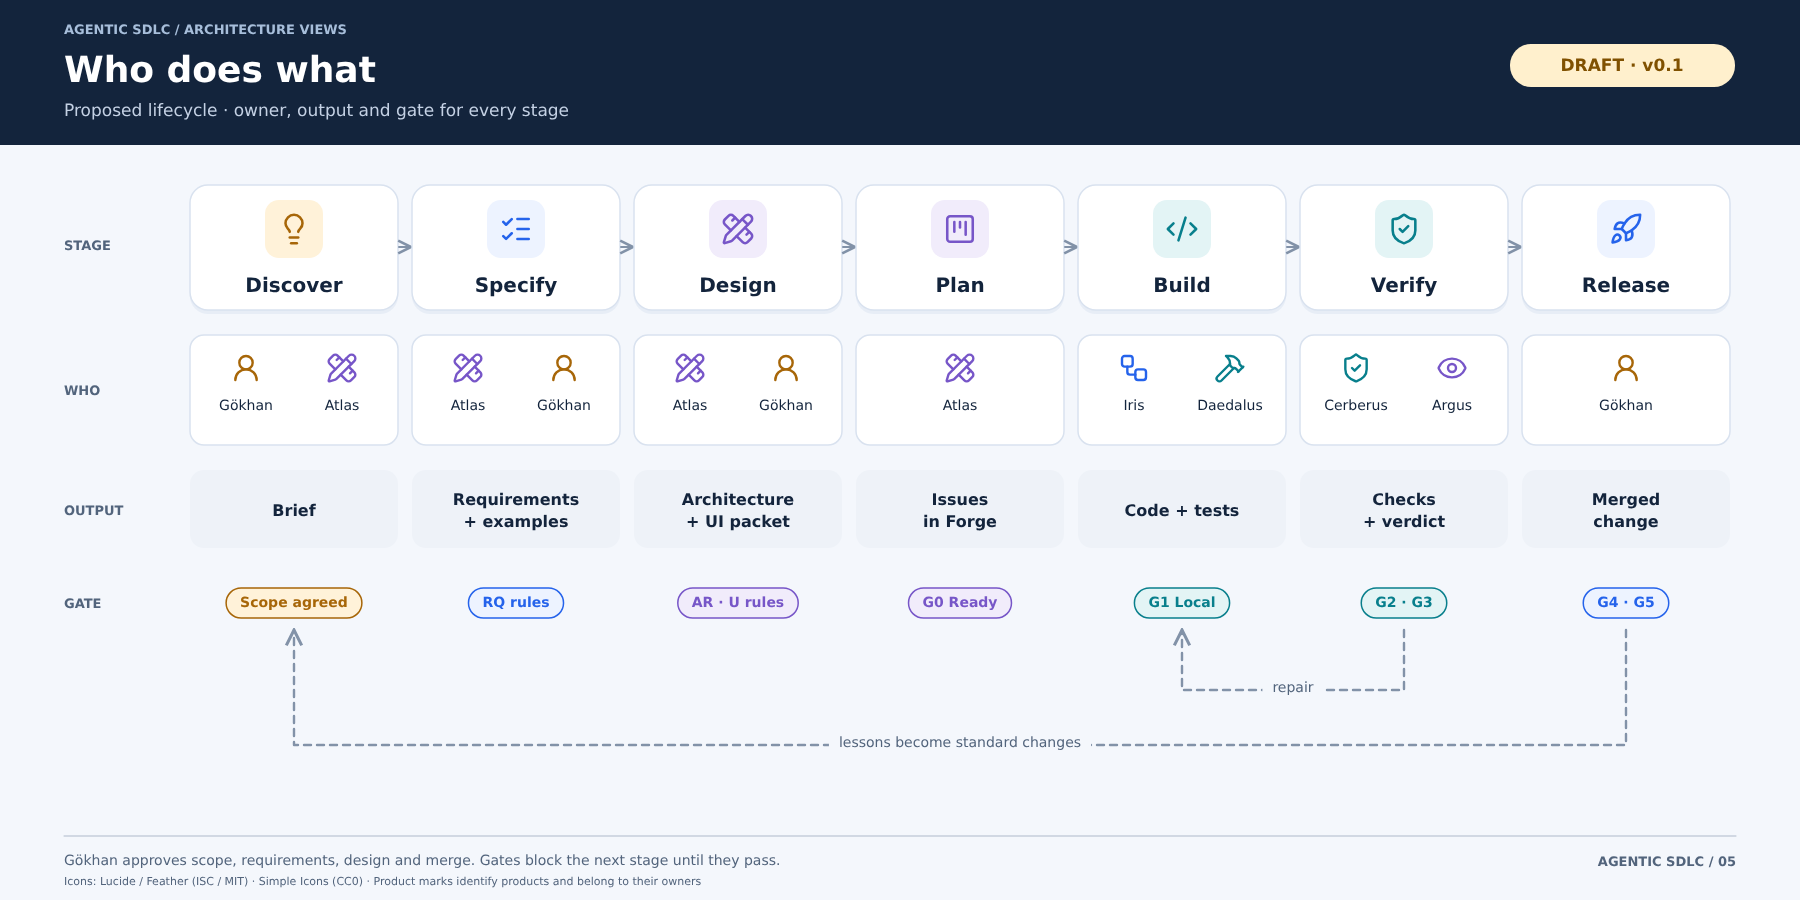 AGENTIC SDLC / ARCHITECTURE VIEWS
Who does what
Proposed lifecycle · owner, output and gate for every stage
DRAFT · v0.1
STAGE
Discover
Specify
Design
Plan
Build
Verify
Release
WHO
Gökhan
Atlas
Atlas
Gökhan
Atlas
Gökhan
Atlas
Iris
Daedalus
Cerberus
Argus
Gökhan
OUTPUT
Brief
Requirements
+ examples
Architecture
+ UI packet
Issues
in Forge
Code + tests
Checks
+ verdict
Merged
change
GATE
Scope agreed
RQ rules
AR · U rules
G0 Ready
G1 Local
G2 · G3
G4 · G5
repair
lessons become standard changes
Gökhan approves scope, requirements, design and merge. Gates block the next stage until they pass.
Icons: Lucide / Feather (ISC / MIT) · Simple Icons (CC0) · Product marks identify products and belong to their owners
AGENTIC SDLC / 05